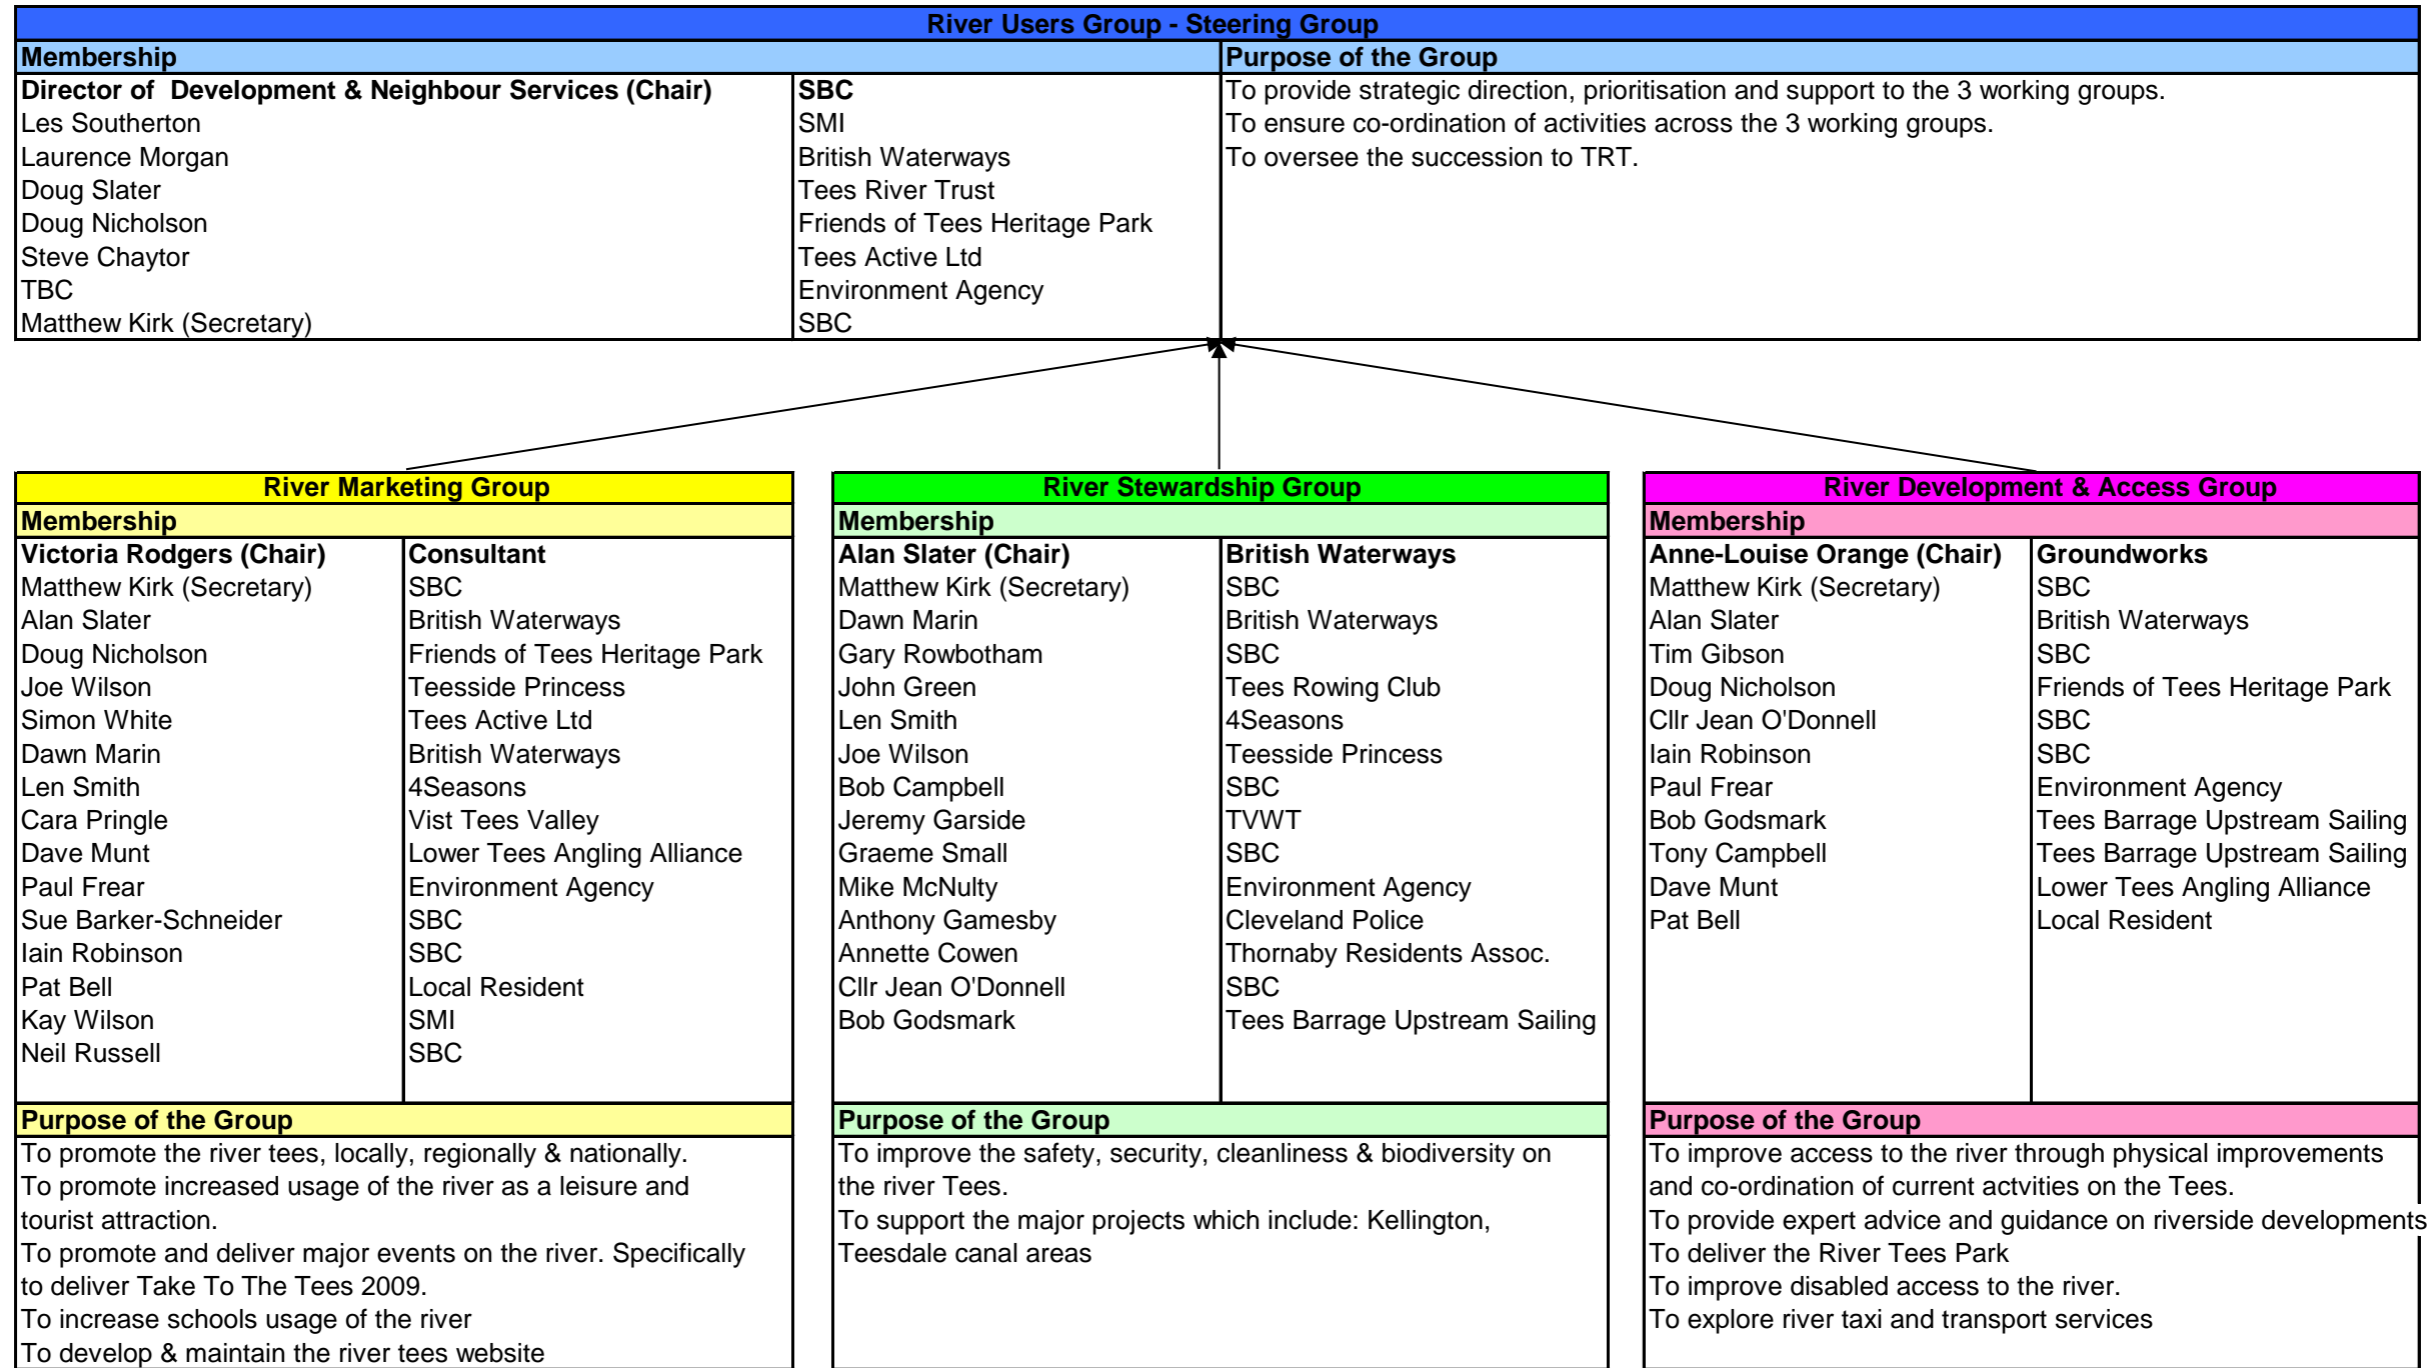 River Users Group - Steering Group
Membership Purpose of the Group
Director of  Development & Neighbour Services (Chair) SBC To provide strategic direction, prioritisation and support to the 3 working groups.
Les Southerton SMI To ensure co-ordination of activities across the 3 working groups.
Laurence Morgan British Waterways To oversee the succession to TRT.
Doug Slater Tees River Trust
Doug Nicholson Friends of Tees Heritage Park
Steve Chaytor Tees Active Ltd
TBC Environment Agency
Matthew Kirk (Secretary) SBC
River Marketing Group
Membership
Victoria Rodgers (Chair) Consultant
Matthew Kirk (Secretary) SBC
Alan Slater British Waterways
Doug Nicholson Friends of Tees Heritage Park
Joe Wilson Teesside Princess
Simon White Tees Active Ltd
Dawn Marin British Waterways
Len Smith 4Seasons
Cara Pringle Vist Tees Valley
Dave Munt Lower Tees Angling Alliance
Paul Frear Environment Agency
Sue Barker-Schneider SBC
Iain Robinson SBC
Pat Bell Local Resident
Kay Wilson SMI
Neil Russell SBC
Purpose of the Group
To promote the river tees, locally, regionally & nationally.
To promote increased usage of the river as a leisure and
tourist attraction.
To promote and deliver major events on the river. Specifically
to deliver Take To The Tees 2009.
To increase schools usage of the river
To develop & maintain the river tees website
River Stewardship Group
Membership
Alan Slater (Chair) British Waterways
Matthew Kirk (Secretary) SBC
Dawn Marin British Waterways
Gary Rowbotham SBC
John Green Tees Rowing Club
Len Smith 4Seasons
Joe Wilson Teesside Princess
Bob Campbell SBC
Jeremy Garside TVWT
Graeme Small SBC
Mike McNulty Environment Agency
Anthony Gamesby Cleveland Police
Annette Cowen Thornaby Residents Assoc.
Cllr Jean O'Donnell SBC
Bob Godsmark Tees Barrage Upstream Sailing
Purpose of the Group
To improve the safety, security, cleanliness & biodiversity on
the river Tees.
To support the major projects which include: Kellington,
Teesdale canal areas
River Development & Access Group
Membership
Anne-Louise Orange (Chair) Groundworks
Matthew Kirk (Secretary) SBC
Alan Slater British Waterways
Tim Gibson SBC
Doug Nicholson Friends of Tees Heritage Park
Cllr Jean O'Donnell SBC
Iain Robinson SBC
Paul Frear Environment Agency
Bob Godsmark Tees Barrage Upstream Sailing
Tony Campbell Tees Barrage Upstream Sailing
Dave Munt Lower Tees Angling Alliance
Pat Bell Local Resident
Purpose of the Group
To improve access to the river through physical improvements
and co-ordination of current actvities on the Tees.
To provide expert advice and guidance on riverside developments
To deliver the River Tees Park
To improve disabled access to the river.
To explore river taxi and transport services